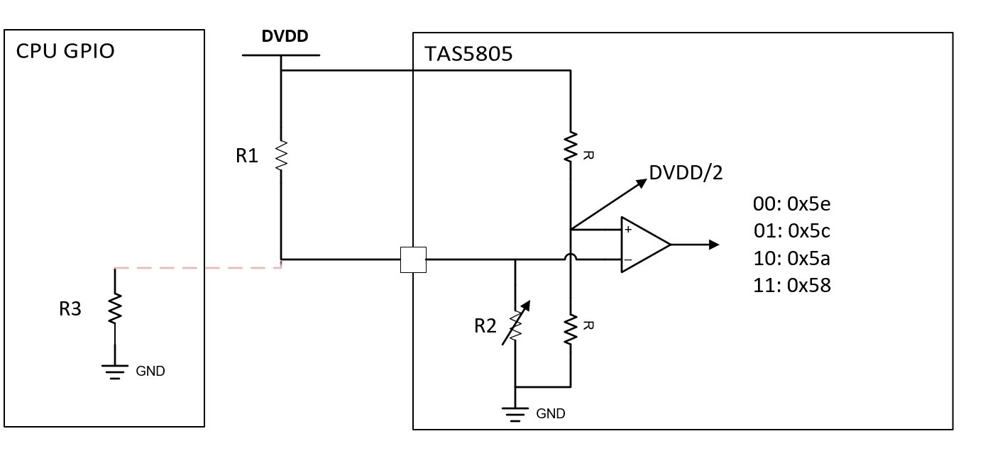 DVDD
CPU GPIO
TAS5805
R1
R
DVDD/2
00: 0x5e
+
01: 0x5c
−
10: 0x5a
11: 0x58
R3
R2
R
GND
GND